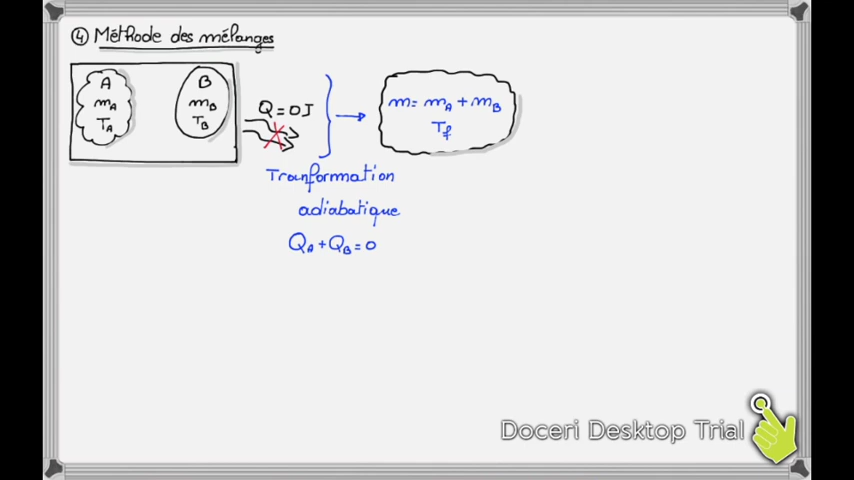 ④ Méthode des mélanges
A
mA
TA
B
mB
TB
Q = 0J
m = mA + mB
Tf
Tranformation
adiabatique
QA + QB = 0
Doceri Desktop Trial